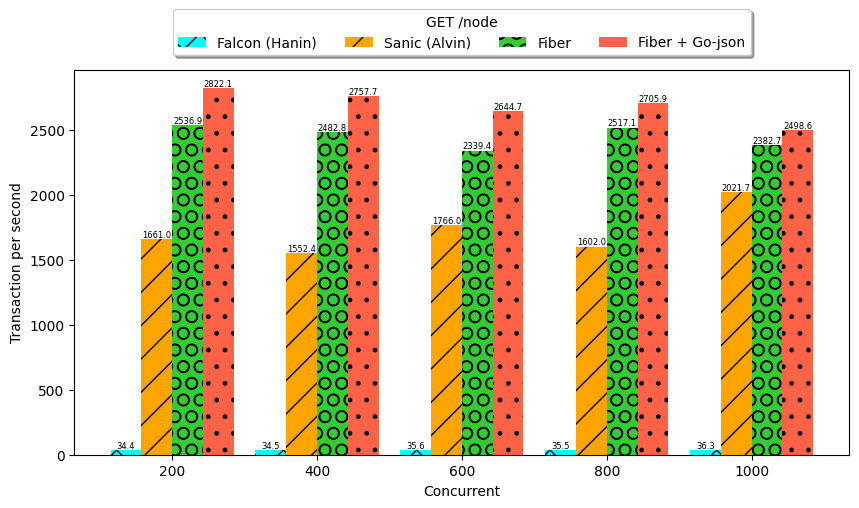 GET /node
Falcon (Hanin) Sanic (Alvin) Fiber Fiber + Go-json
Transaction per second
2500
2000
1500
1000
500
0
34.4 1661.0 2536.9 2822.1
34.5 1552.4 2482.8 2757.7
35.6 1766.0 2339.4 2644.7
35.5 1602.0 2517.1 2705.9
36.3 2021.7 2382.7 2498.6
200 400 600 800 1000
Concurrent